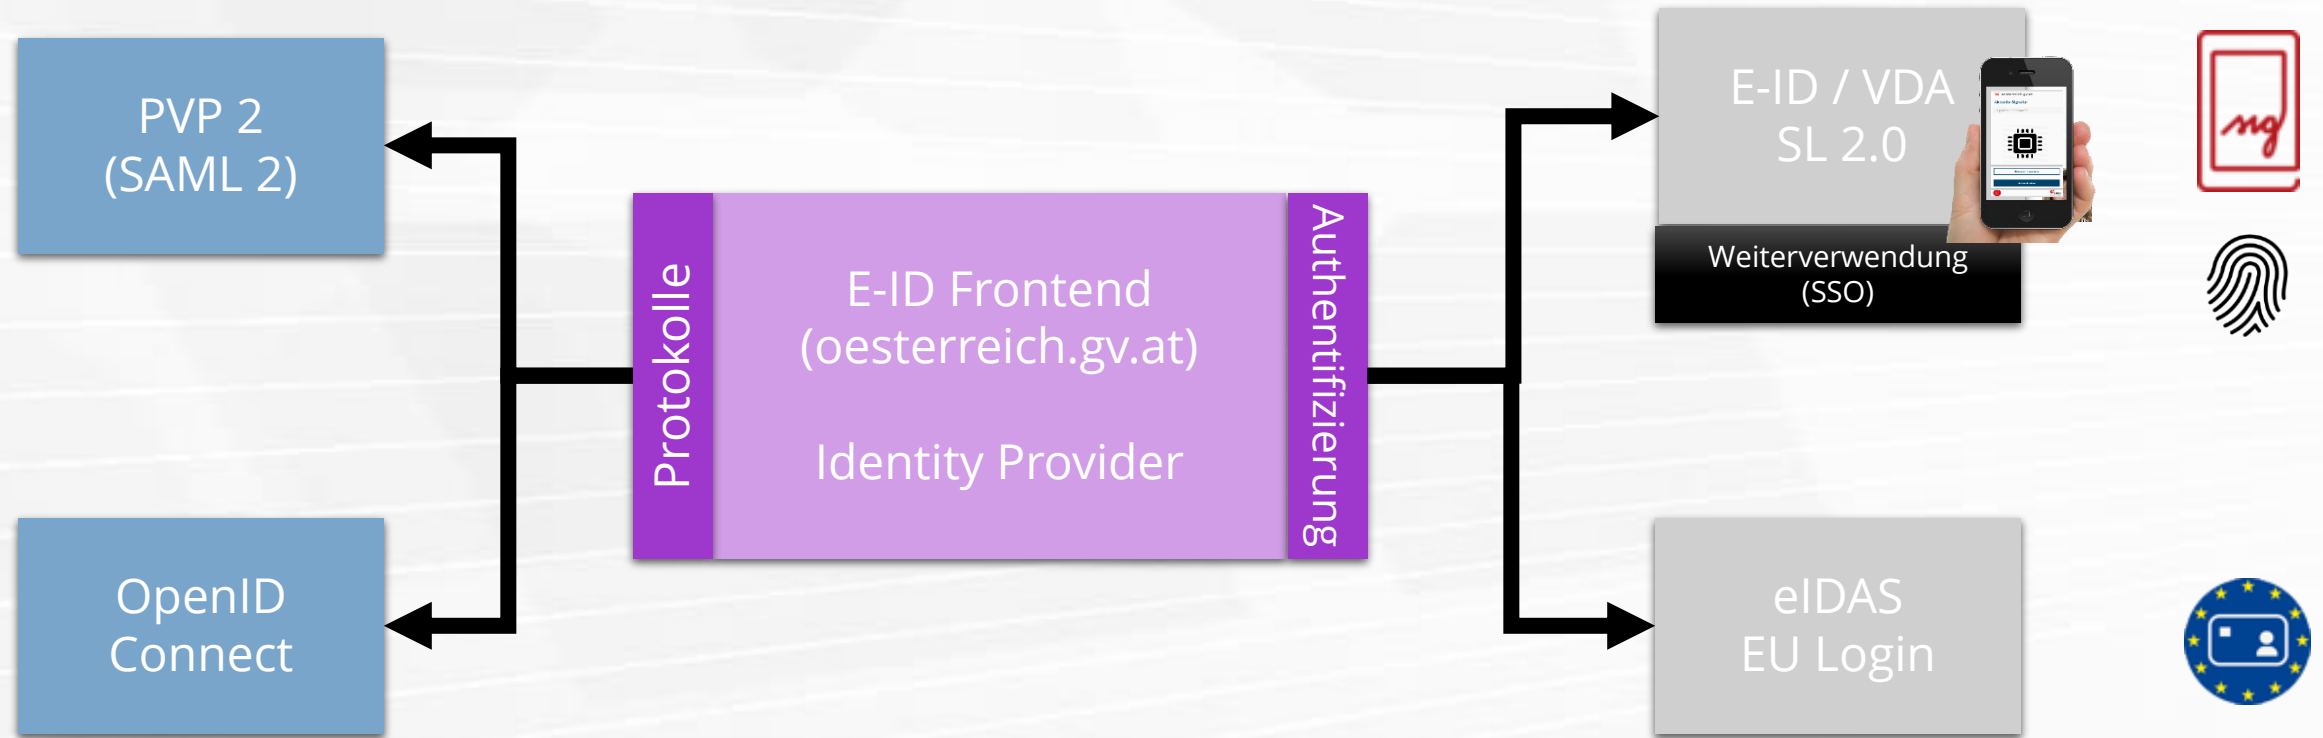 PVP 2
(SAML 2)
OpenID
Connect
Protokolle
E-ID Frontend
(oesterreich.gv.at)
Identity Provider
Authentifizierung
E-ID / VDA
SL 2.0
Weiterverwendung
(SSO)
eIDAS
EU Login
sig